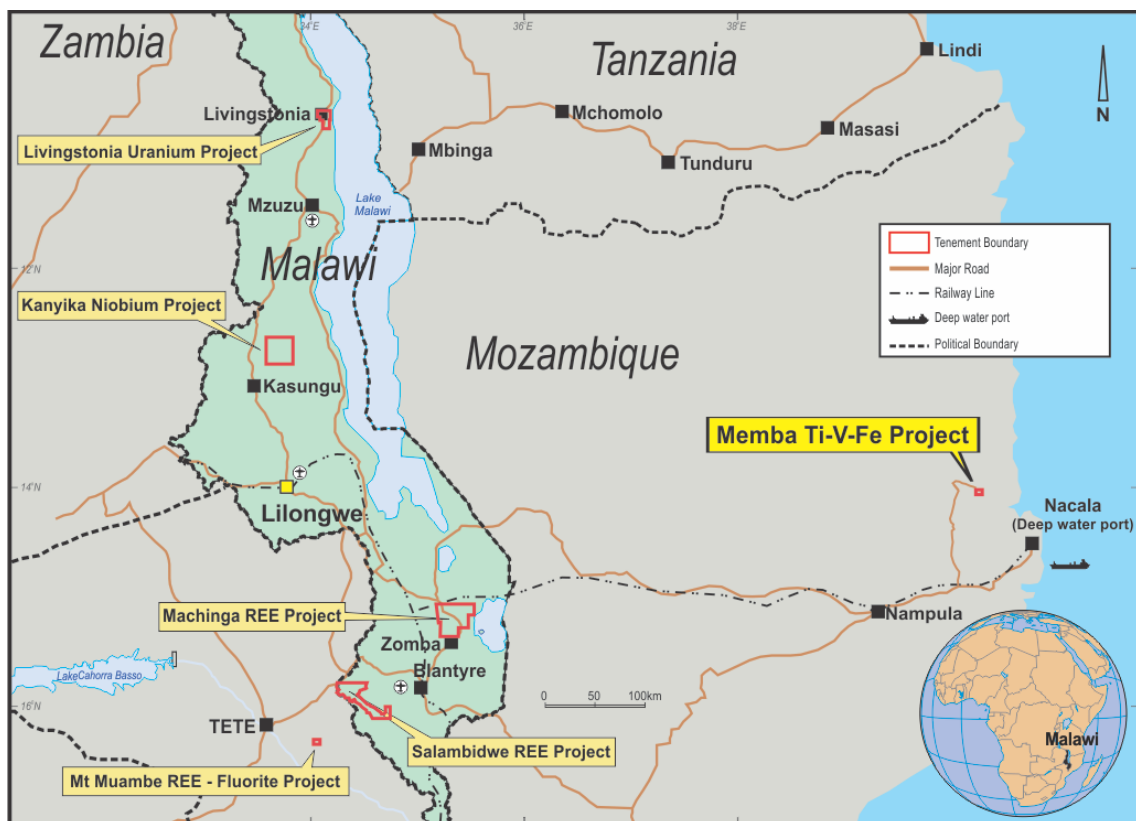 34°E
36°E
38°E
Zambia
Tanzania
Lindi
N
Livingstonia
Mchomolo
Masasi
Livingstonia Uranium Project
Mbinga
Tunduru
Mzuzu
Lake
Malawi
Malawi
Tenement Boundary
Major Road
Railway Line
Deep water port
Political Boundary
12°N
Kanyika Niobium Project
Mozambique
Kasungu
Memba Ti-V-Fe Project
14°N
Lilongwe
Nacala
(Deep water port)
Machinga REE Project
Nampula
Zomba
Blantyre
LakeCahorra Basso
0 50 100km
16°N
TETE
Salambidwe REE Project
Malawi
Mt Muambe REE - Fluorite Project